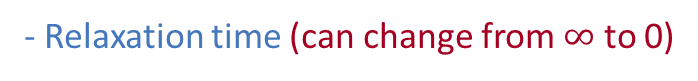 - Relaxation time (can change from ∞ to 0)